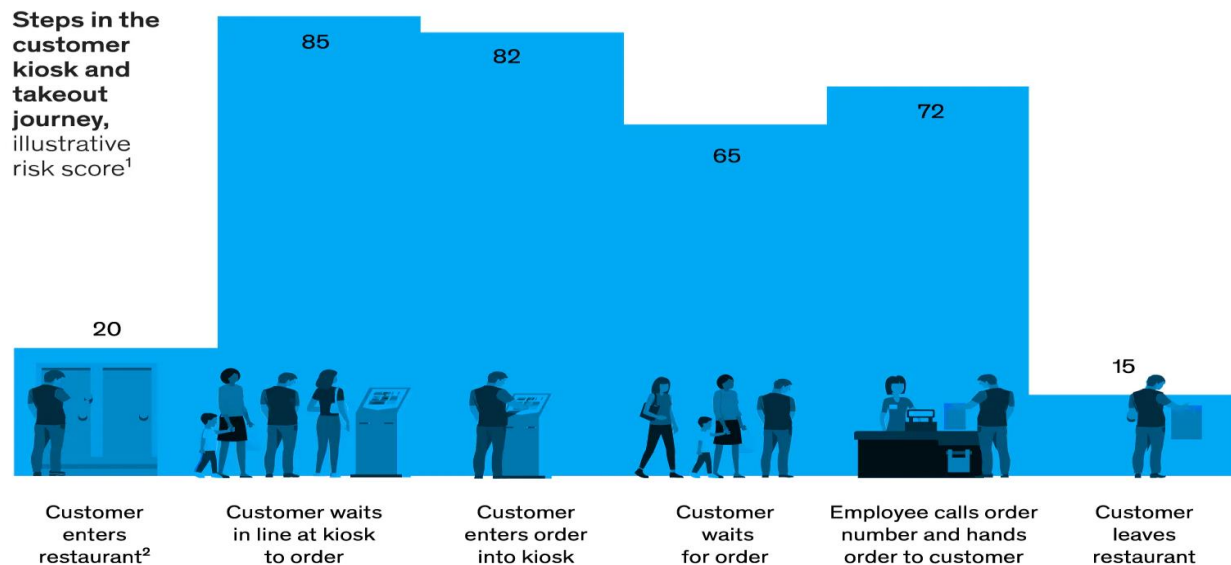 Steps in the
customer
kiosk and
takeout
journey,
illustrative
risk score¹
20
85
82
65
72
15
Customer
enters
restaurant²
Customer waits
in line at kiosk
to order
Customer
enters order
into kiosk
Customer
waits
for order
Employee calls order
number and hands
order to customer
Customer
leaves
restaurant